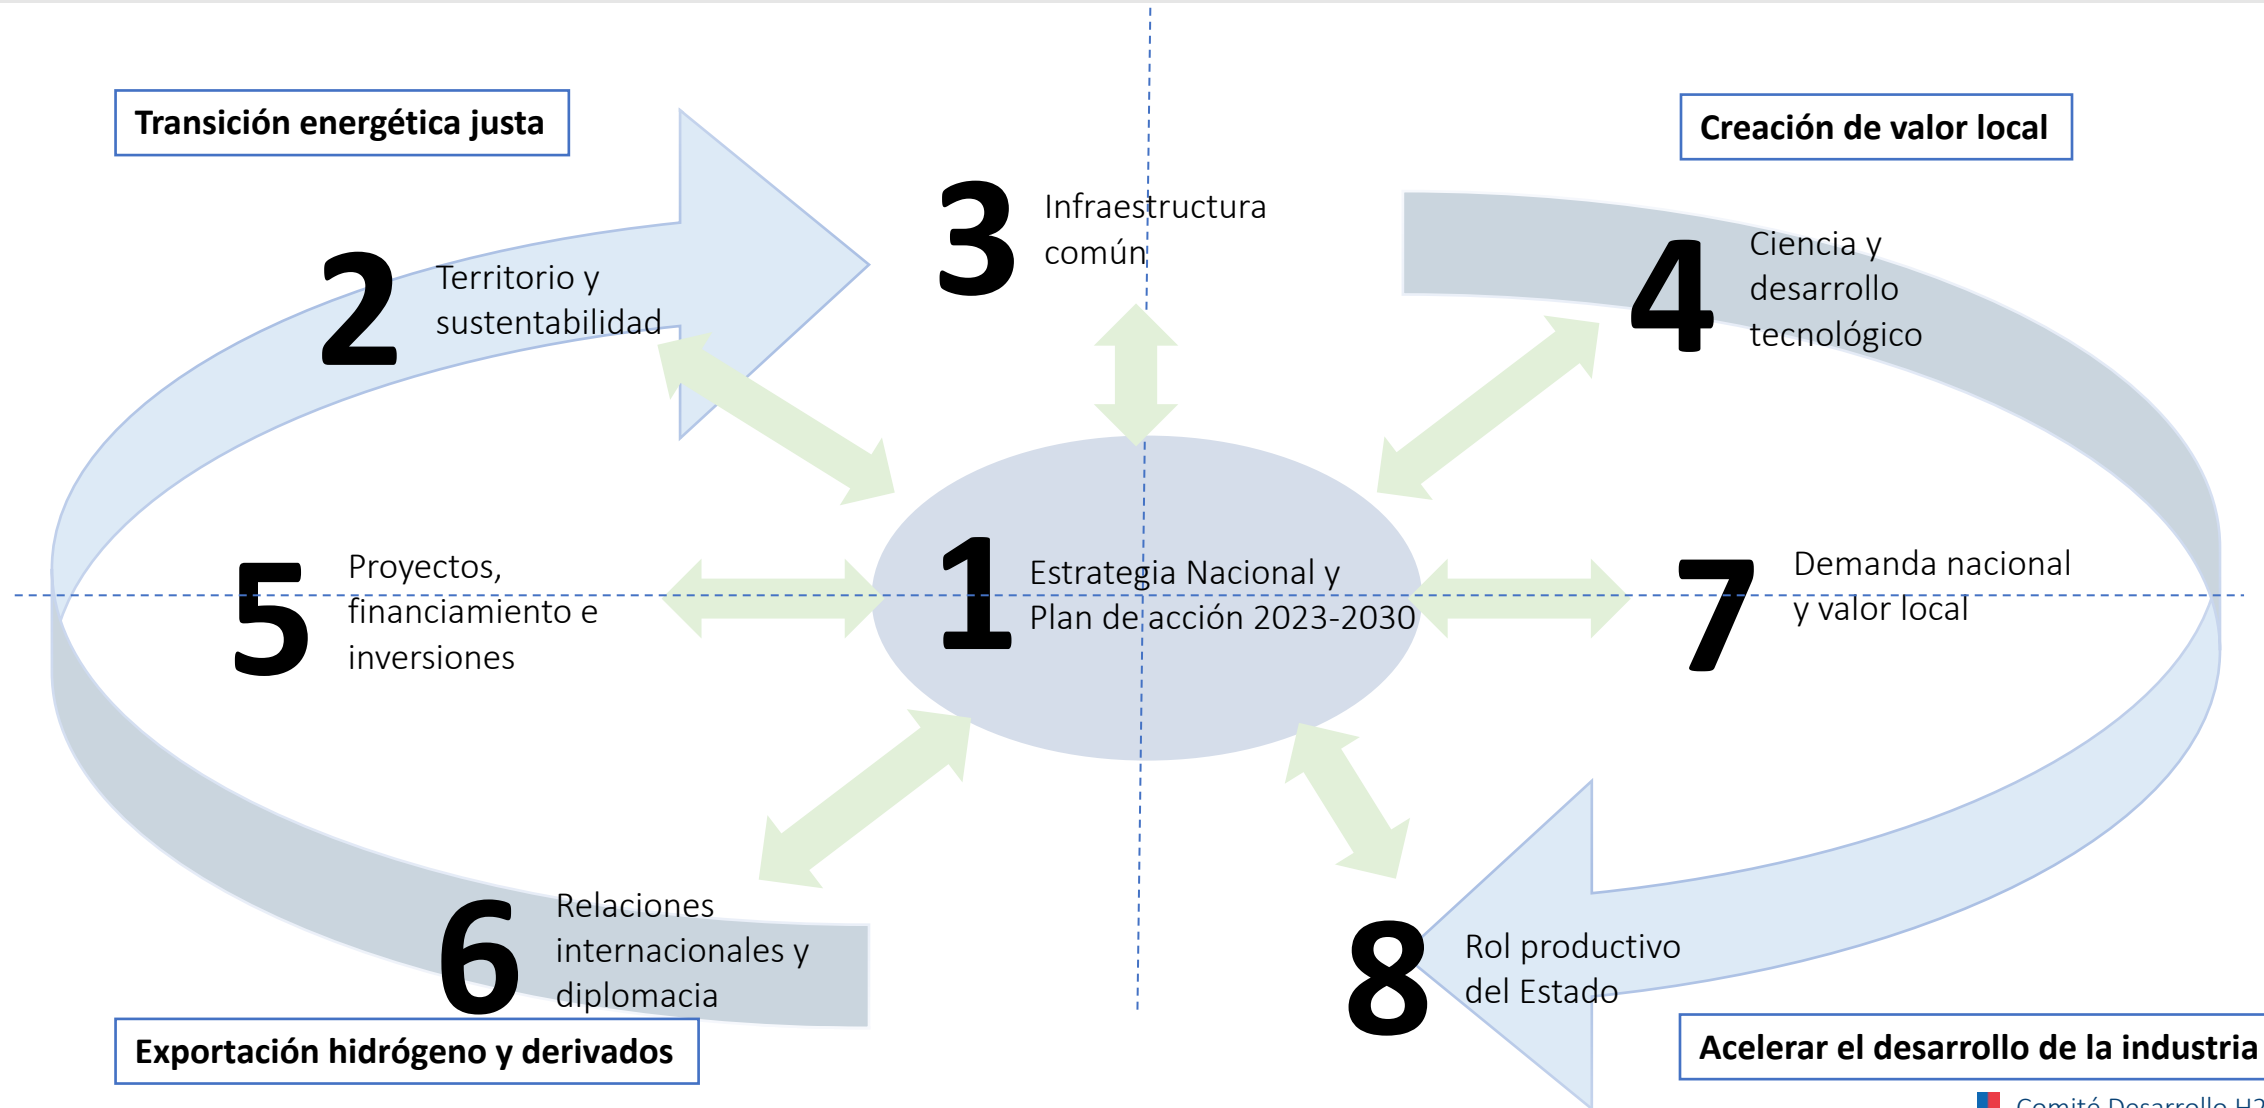 Transición energética justa
Creación de valor local
2
Territorio y
sustentabilidad
3
Infraestructura
común
4
Ciencia y
desarrollo
tecnológico
5
Proyectos,
financiamiento e
inversiones
1
Estrategia Nacional y
Plan de acción 2023-2030
7
Demanda nacional
y valor local
6
Relaciones
internacionales y
diplomacia
8
Rol productivo
del Estado
Exportación hidrógeno y derivados
Acelerar el desarrollo de la industria
Comité Desarrollo